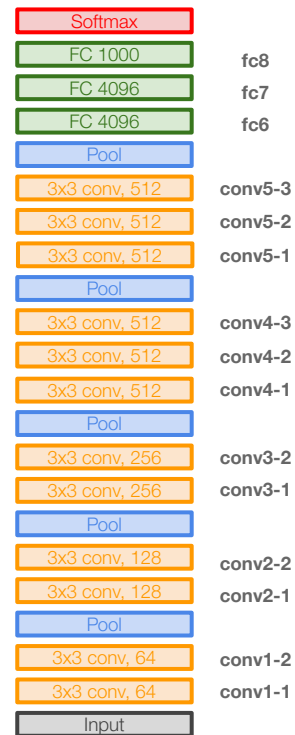 Softmax
FC 1000 fc8
FC 4096 fc7
FC 4096 fc6
Pool
3x3 conv, 512 conv5-3
3x3 conv, 512 conv5-2
3x3 conv, 512 conv5-1
Pool
3x3 conv, 512 conv4-3
3x3 conv, 512 conv4-2
3x3 conv, 512 conv4-1
Pool
3x3 conv, 256 conv3-2
3x3 conv, 256 conv3-1
Pool
3x3 conv, 128 conv2-2
3x3 conv, 128 conv2-1
Pool
3x3 conv, 64 conv1-2
3x3 conv, 64 conv1-1
Input